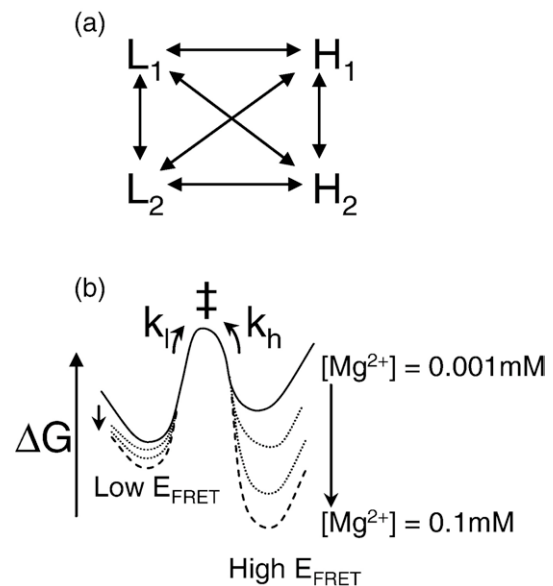 (a)
L1 H1
L2 H2
(b)
‡
kl kh
[Mg2+] = 0.001mM
ΔG
Low EFRET
[Mg2+] = 0.1mM
High EFRET